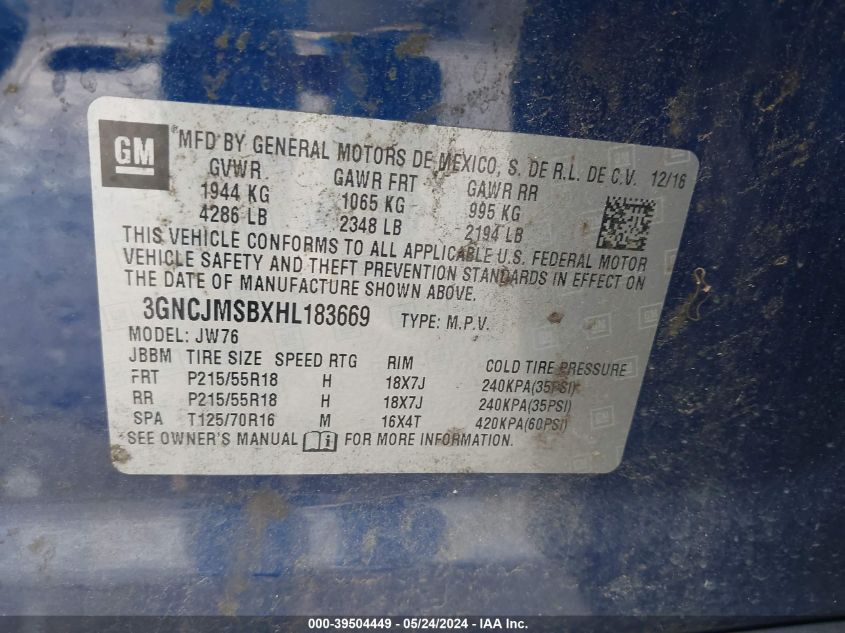 GM
®MFD BY GENERAL MOTORS DE MEXICO, S. DE R.L. DE C.V. 12/16
GVWR GAWR FRT GAWR RR
1944 KG 1065 KG 995 KG
4286 LB 2348 LB 2194 LB
THIS VEHICLE CONFORMS TO ALL APPLICABLE U.S. FEDERAL MOTOR
VEHICLE SAFETY AND THEFT PREVENTION STANDARDS IN EFFECT ON
THE DATE OF MANUFACTURE SHOWN ABOVE.
3GNCJMSBXHL183669 TYPE: M.P.V.
MODEL: JW76
JBBM TIRE SIZE SPEED RTG RIM COLD TIRE PRESSURE
FRT P215/55R18 H 18X7J 240KPA(35PSI)
RR P215/55R18 H 18X7J 240KPA(35PSI)
SPA T125/70R16 M 16X4T 420KPA(60PSI)
SEE OWNER'S MANUAL FOR MORE INFORMATION.
000-39504449 - 05/24/2024 - IAA Inc.